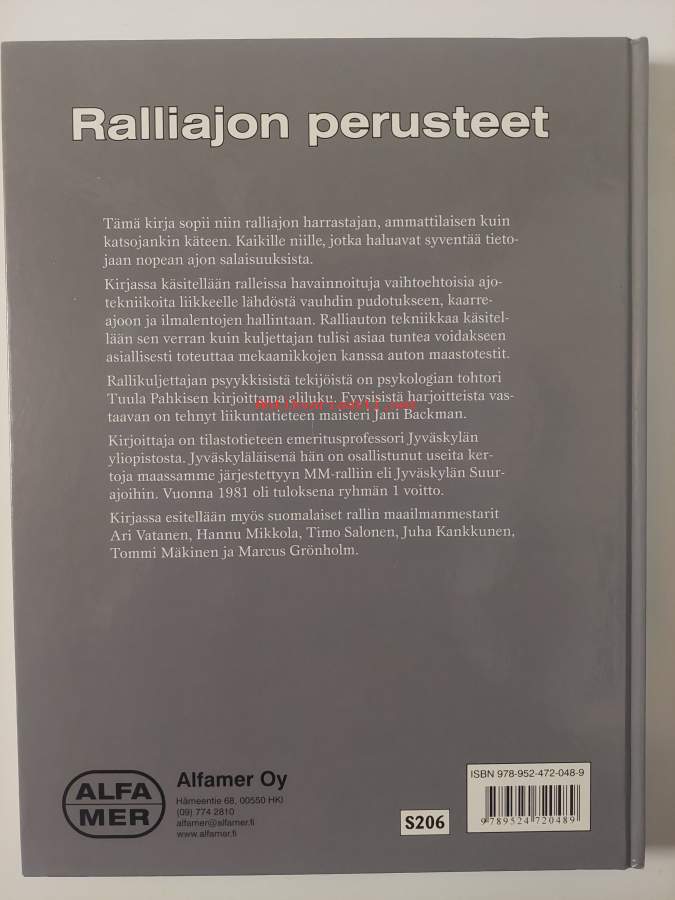 Ralliajon perusteet
Tämä kirja sopii niin ralliajon harrastajan, ammattilaisen kuin
katsojankin käteen. Kaikille niille, jotka haluavat syventää tieto-
jaan nopean ajon salaisuuksista.
Kirjassa käsitellään ralleissa havainnoituja vaihtoehtoisia ajo-
tekniikoita liikkeelle lähdöstä vauhdin pudotukseen, kaarre-
ajoon ja ilmalentojen hallintaan. Ralliauton tekniikkaa käsitel-
lään sen verran kuin kuljettajan tulisi asiaa tuntea voidakseen
asiallisesti toteuttaa mekaanikkojen kanssa auton maastotestit.
Rallikuljettajan psyykkisistä tekijöistä on psykologian tohtori
Tuula Pahkisen kirjoittama aliluku. Fyysisistä harjoitteista vas-
taavan on tehnyt liikuntatieteen maisteri Jani Backman.
Kirjoittaja on tilastotieteen emeritusprofessori Jyväskylän
yliopistosta. Jyväskyläläisenä hän on osallistunut useita ker-
toja maassamme järjestettyyn MM-ralliin eli Jyväskylän Suur-
ajoihin. Vuonna 1981 oli tuloksena ryhmän 1 voitto.
Kirjassa esitellään myös suomalaiset rallin maailmanmestarit
Ari Vatanen, Hannu Mikkola, Timo Salonen, Juha Kankkunen,
Tommi Mäkinen ja Marcus Grönholm.
ALFA
MER
Alfamer Oy
Hämeentie 68, 00550 HKI
(09) 774 2810
alfamer@alfamer.fi
www.alfamer.fi
S206
ISBN 978-952-472-048-9
9 789524 720489